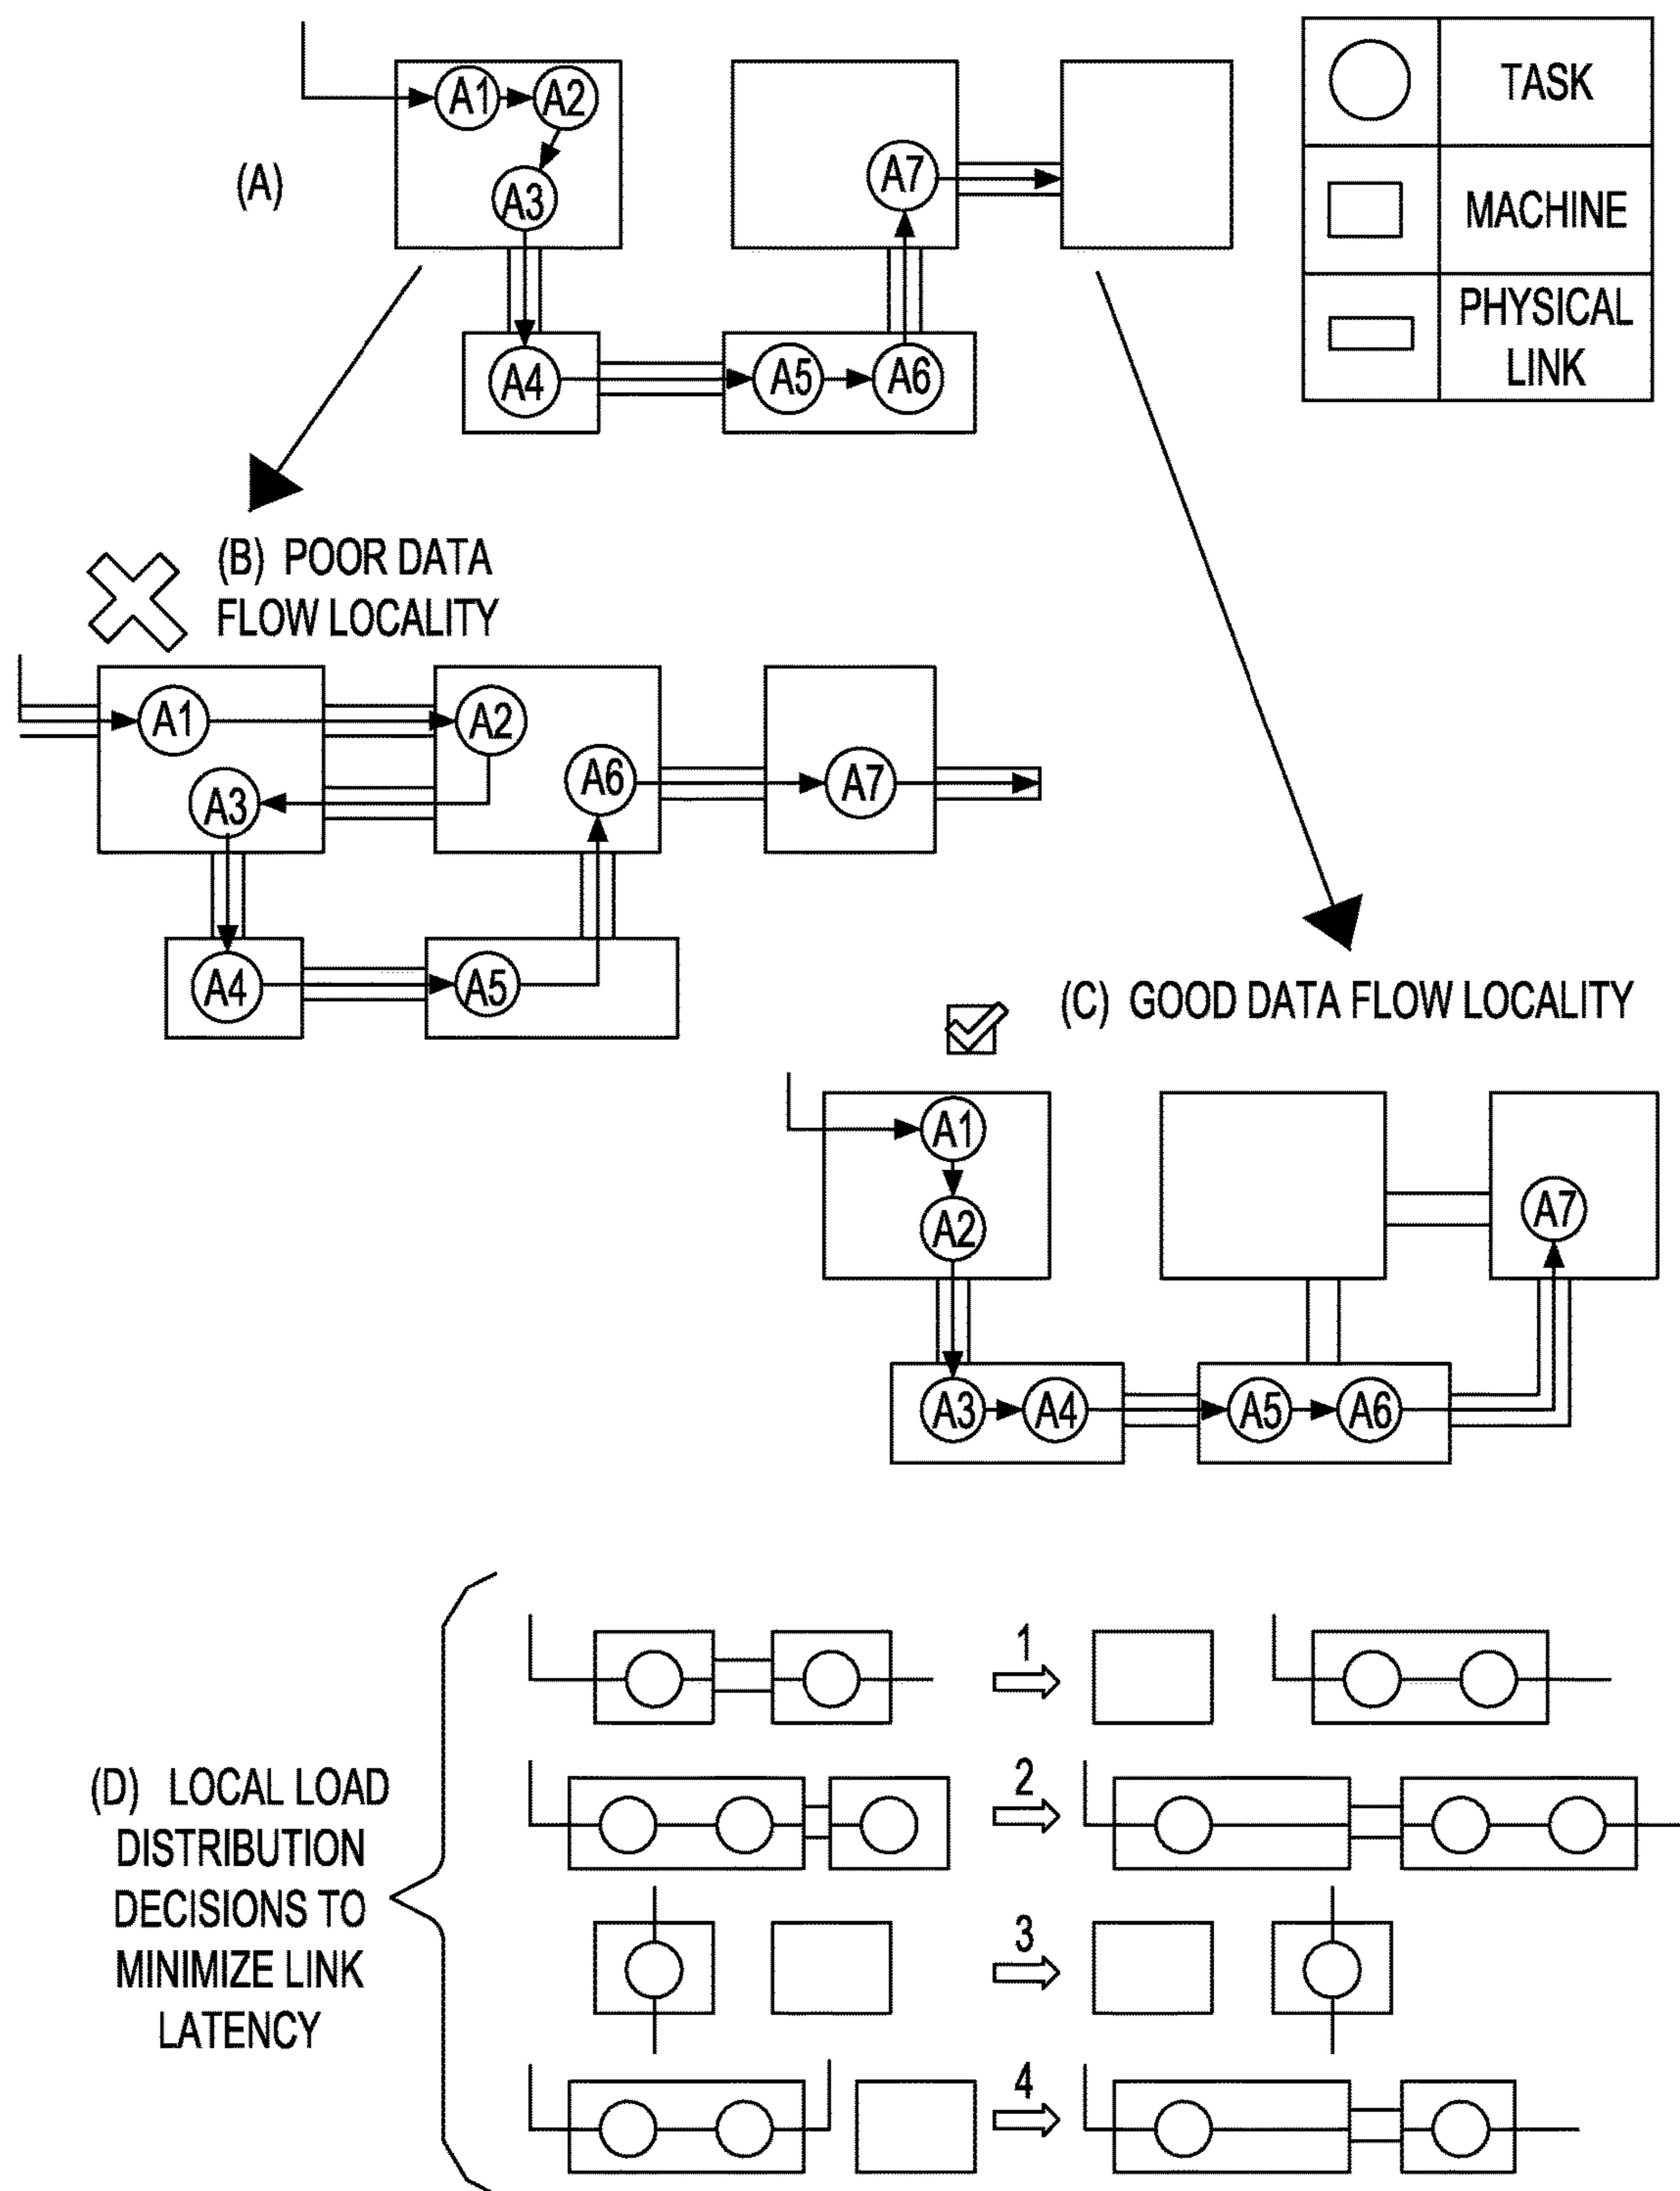 TASK
MACHINE
PHYSICAL
LINK
(A)
A1
A2
A3
A4
A5
A6
A7
(B) POOR DATA
FLOW LOCALITY
A1
A2
A3
A6
A7
A4
A5
(C) GOOD DATA FLOW LOCALITY
A1
A2
A7
A3
A4
A5
A6
(D) LOCAL LOAD
DISTRIBUTION
DECISIONS TO
MINIMIZE LINK
LATENCY
1
2
3
4